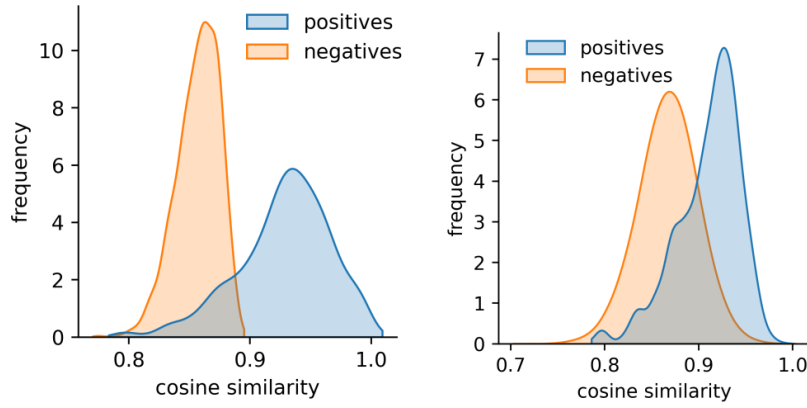 positives
negatives
10
8
6
4
2
0
frequency
0.8 0.9 1.0
cosine similarity
positives
negatives
7
6
5
4
3
2
1
0
frequency
0.7 0.8 0.9 1.0
cosine similarity